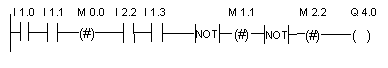 I 1.0 I 1.1 M 0.0 I 2.2 I 1.3 M 1.1 M 2.2 Q 4.0
(#) NOT (#) NOT (#) ( )